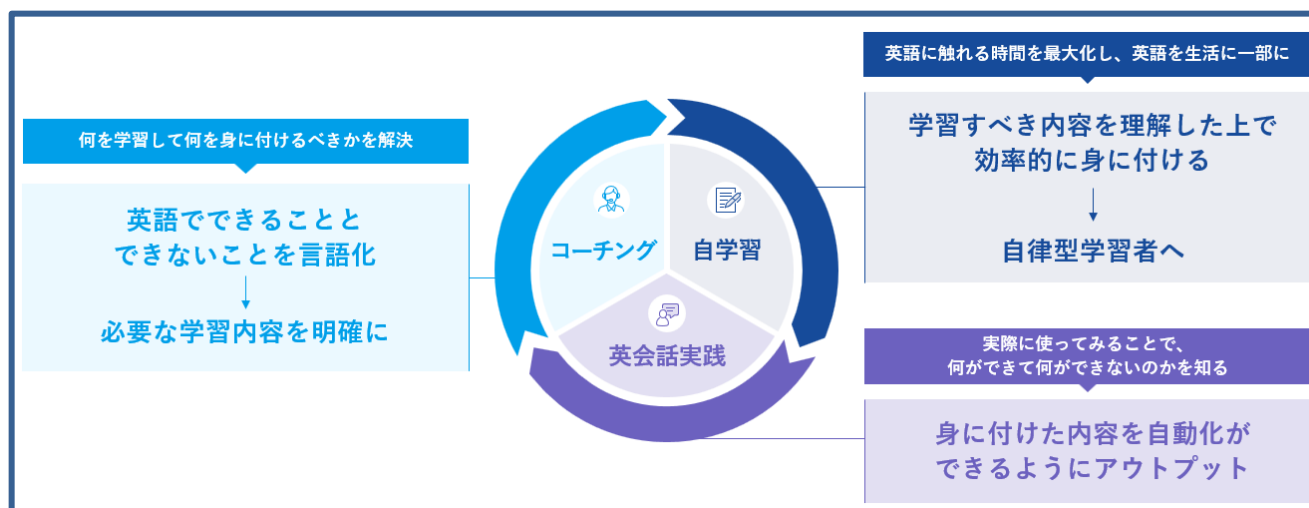 何を学習して何を身に付けるべきかを解決
英語でできることと
できないことを言語化
↓
必要な学習内容を明確に
コーチング
自学習
英会話実践
英語に触れる時間を最大化し、英語を生活に一部に
学習すべき内容を理解した上で
効率的に身に付ける
↓
自律型学習者へ
実際に使ってみることで、
何ができて何ができないのかを知る
身に付けた内容を自動化が
できるようにアウトプット